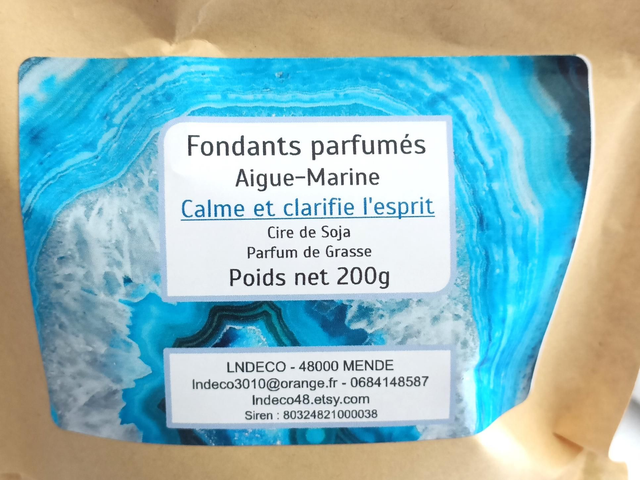 Fondants parfumés
Aigue-Marine
Calme et clarifie l'esprit
Cire de Soja
Parfum de Grasse
Poids net 200g
LNDECO - 48000 MENDE
lndeco3010@orange.fr - 0684148587
lndeco48.etsy.com
Siren : 80324821000038